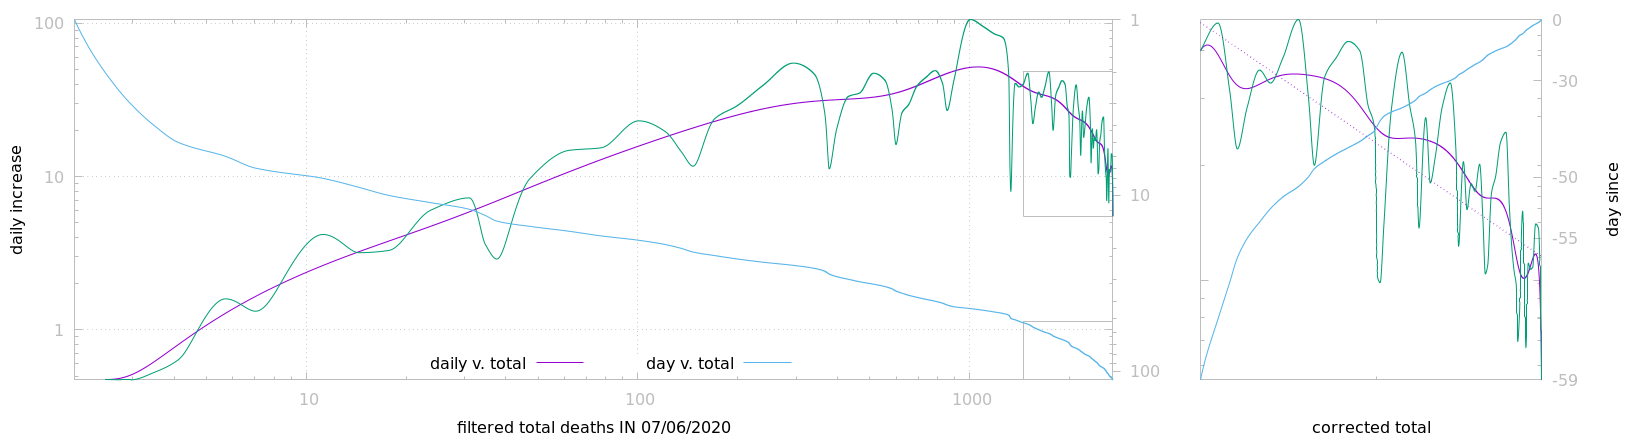 100
10
1
daily increase
10
100
1000
filtered total deaths IN 07/06/2020
daily v. total
day v. total
1
10
100
0
-30
-50
-55
-59
day since
corrected total